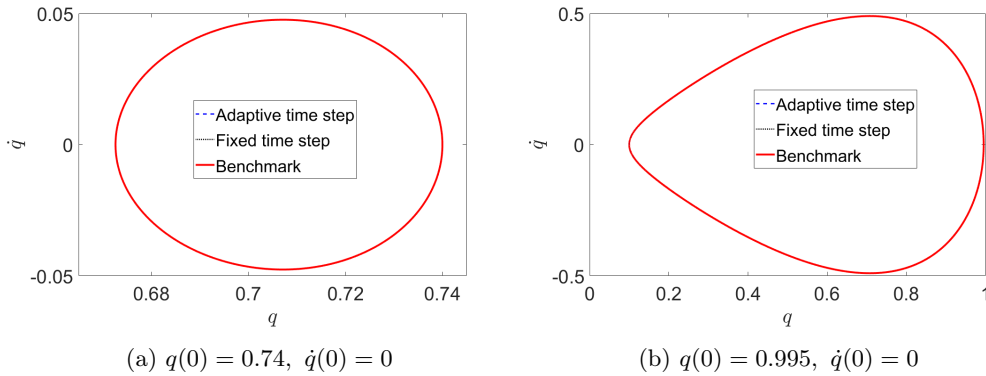 0.05
0
-0.05
q̇
Adaptive time step
Fixed time step
Benchmark
0.68 0.7 0.72 0.74
q
(a) q(0) = 0.74, q̇(0) = 0
0.5
0
-0.5
q̇
Adaptive time step
Fixed time step
Benchmark
0 0.2 0.4 0.6 0.8 1
q
(b) q(0) = 0.995, q̇(0) = 0